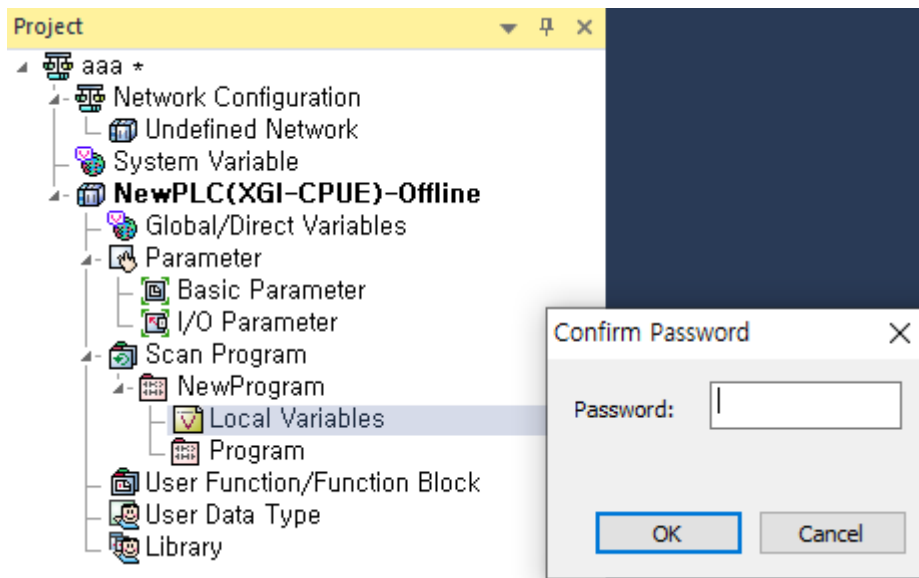 Project
aaa *
Network Configuration
Undefined Network
System Variable
NewPLC(XGI-CPUE)-Offline
Global/Direct Variables
Parameter
Basic Parameter
I/O Parameter
Scan Program
NewProgram
Local Variables
Program
User Function/Function Block
User Data Type
Library
Confirm Password
Password:
OK
Cancel